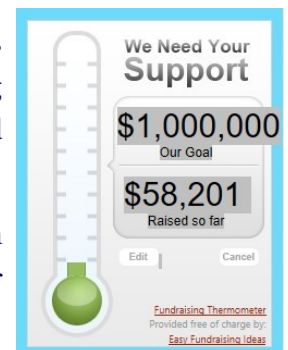 We Need Your
Support
$1,000,000
Our Goal
$58,201
Raised so far
Edit
Cancel
Fundraising Thermometer
Provided free of charge by:
Easy Fundraising Ideas